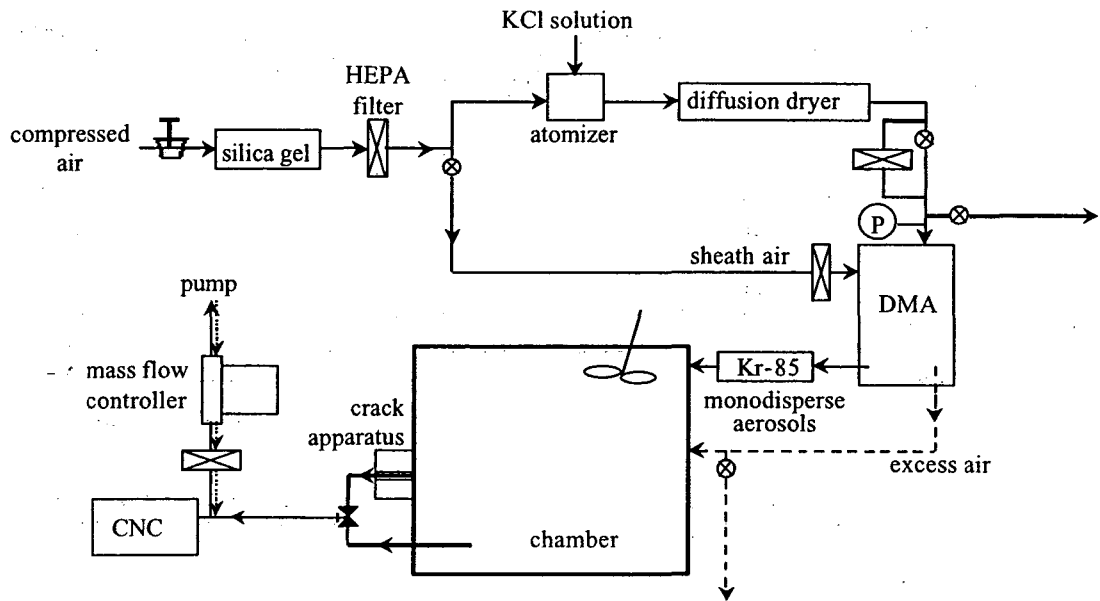 KCl solution
HEPA
filter
compressed
air
silica gel
atomizer
diffusion dryer
P
sheath air
DMA
pump
mass flow
controller
crack
apparatus
Kr-85
monodisperse
aerosols
excess air
CNC
chamber